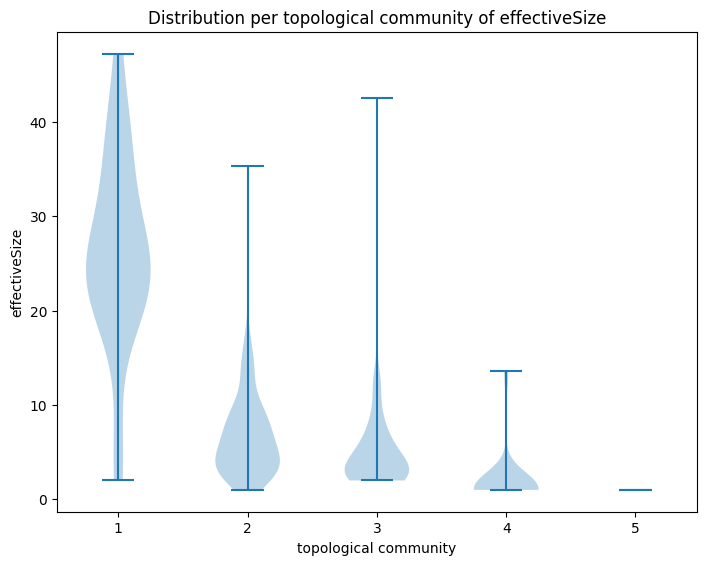 Distribution per topological community of effectiveSize
effectiveSize
40
30
20
10
0
1 2 3 4 5
topological community